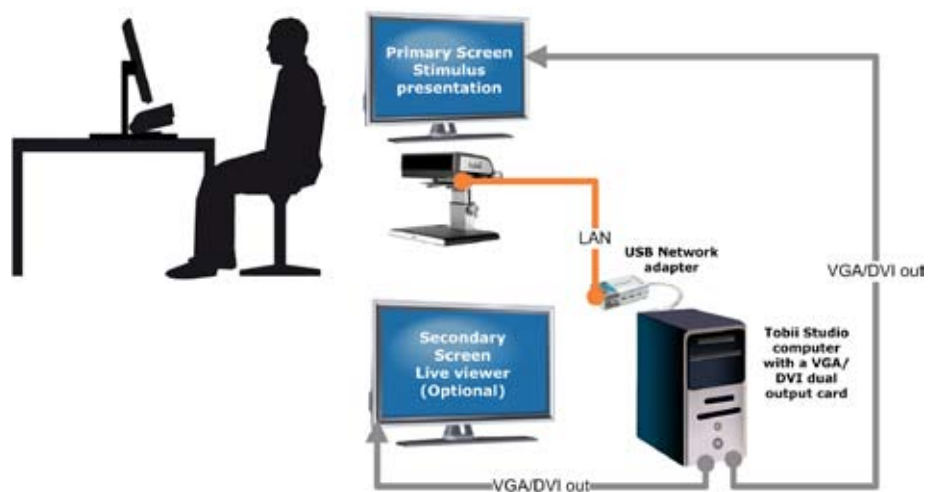 Primary Screen
Stimulus
presentation
LAN
USB Network
adapter
VGA/DVI out
Secondary
Screen
Live viewer
(Optional)
Tobii Studio
computer
with a VGA/
DVI dual
output card
VGA/DVI out